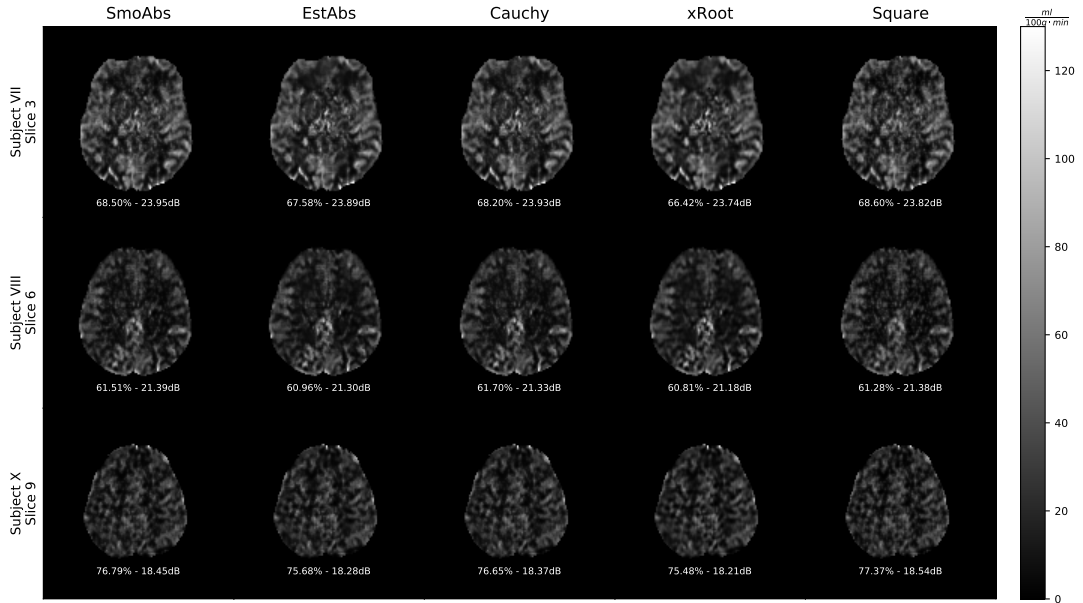 SmoAbs EstAbs Cauchy xRoot Square
ml
100g·min
Subject VII
Slice 3
68.50% - 23.95dB 67.58% - 23.89dB 68.20% - 23.93dB 66.42% - 23.74dB 68.60% - 23.82dB
Subject VIII
Slice 6
61.51% - 21.39dB 60.96% - 21.30dB 61.70% - 21.33dB 60.81% - 21.18dB 61.28% - 21.38dB
Subject X
Slice 9
76.79% - 18.45dB 75.68% - 18.28dB 76.65% - 18.37dB 75.48% - 18.21dB 77.37% - 18.54dB
120
100
80
60
40
20
0